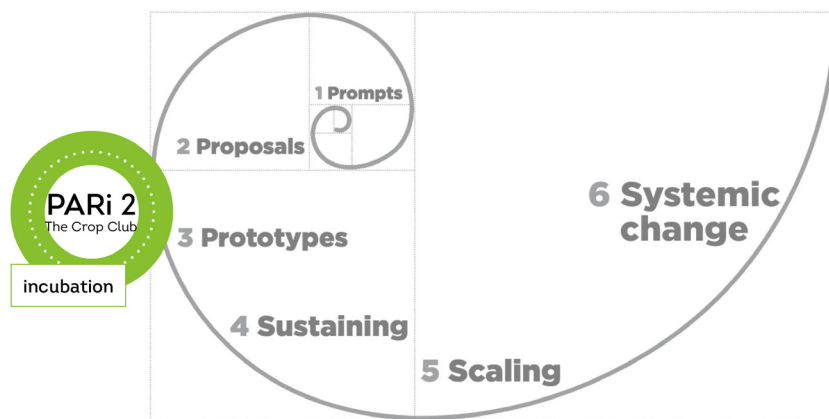 1 Prompts
2 Proposals
PARi 2
The Crop Club
incubation
3 Prototypes
4 Sustaining
5 Scaling
6 Systemic
change